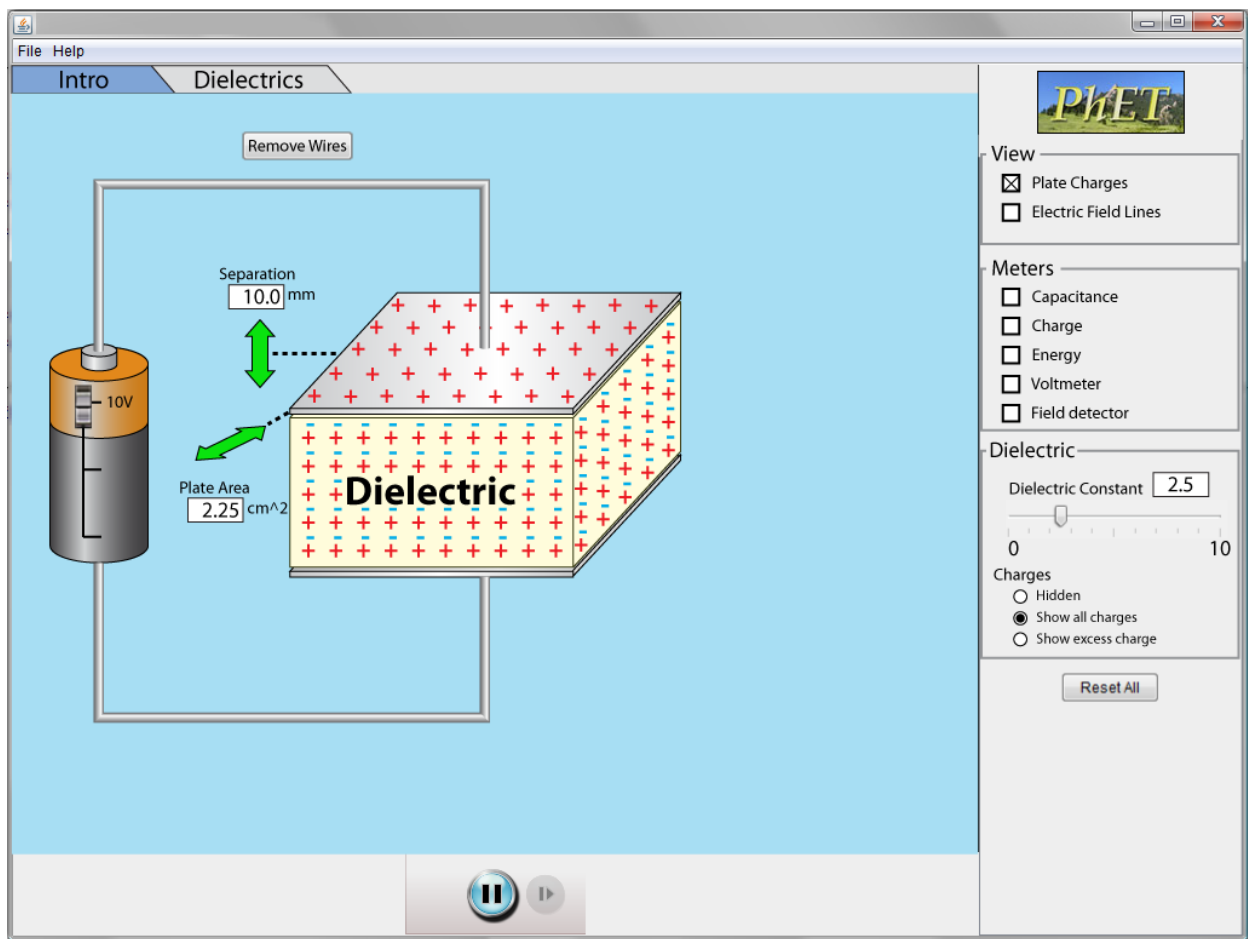 File Help
Intro
Dielectrics
PhET
Remove Wires
View
Plate Charges
Electric Field Lines
Separation
10.0 mm
10V
Plate Area
2.25 cm^2
Dielectric
Meters
Capacitance
Charge
Energy
Voltmeter
Field detector
Dielectric
Dielectric Constant 2.5
0 10
Charges
Hidden
Show all charges
Show excess charge
Reset All